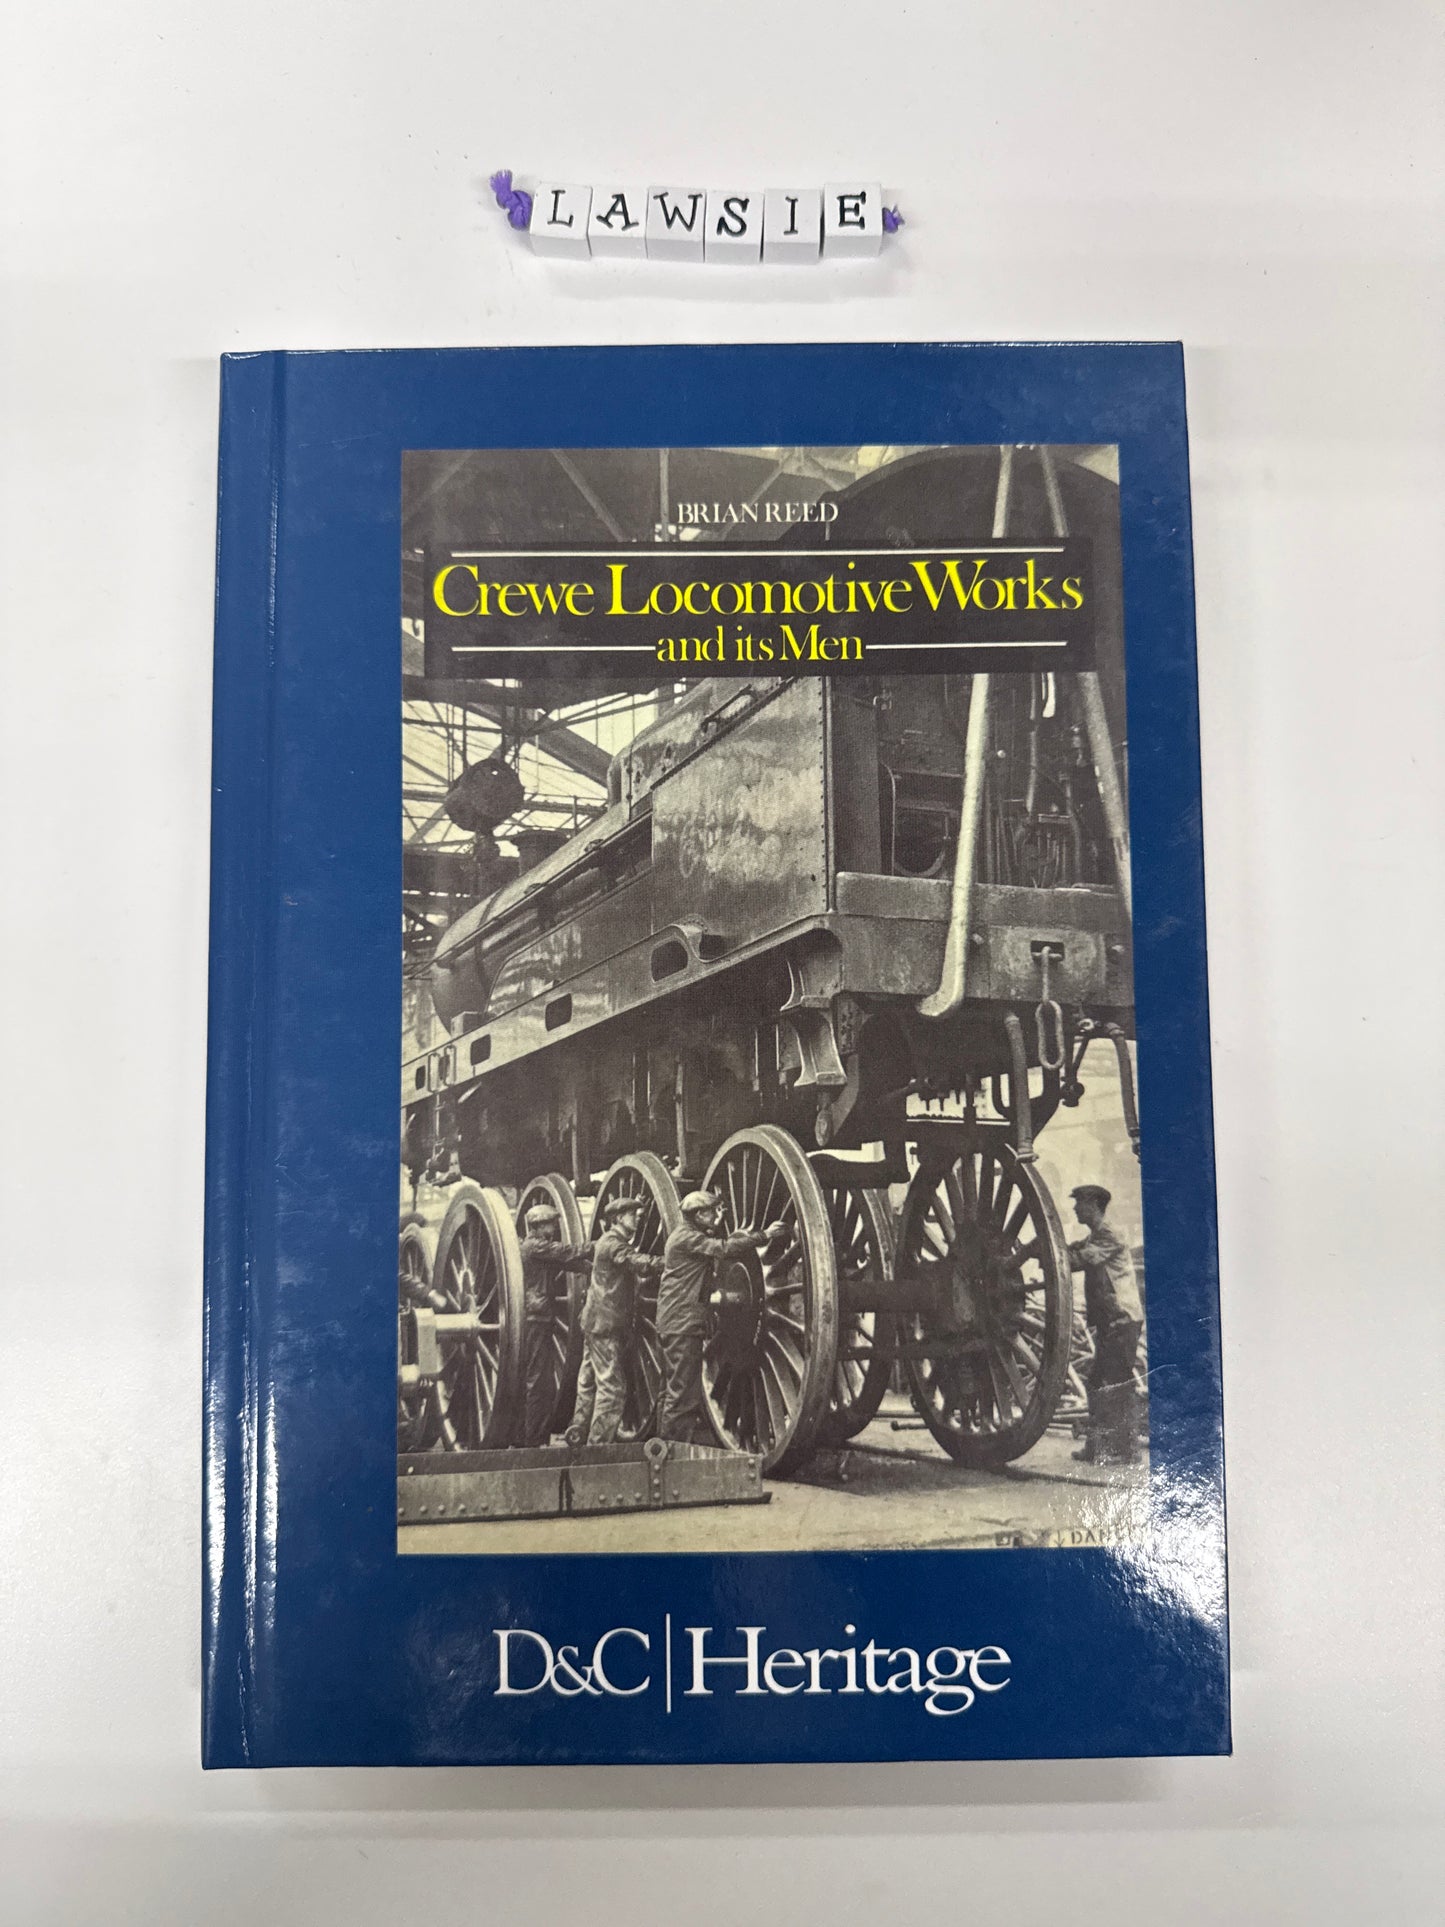 LAWSIE
BRIAN REED
Crewe Locomotive Works
and its Men
D&C | Heritage